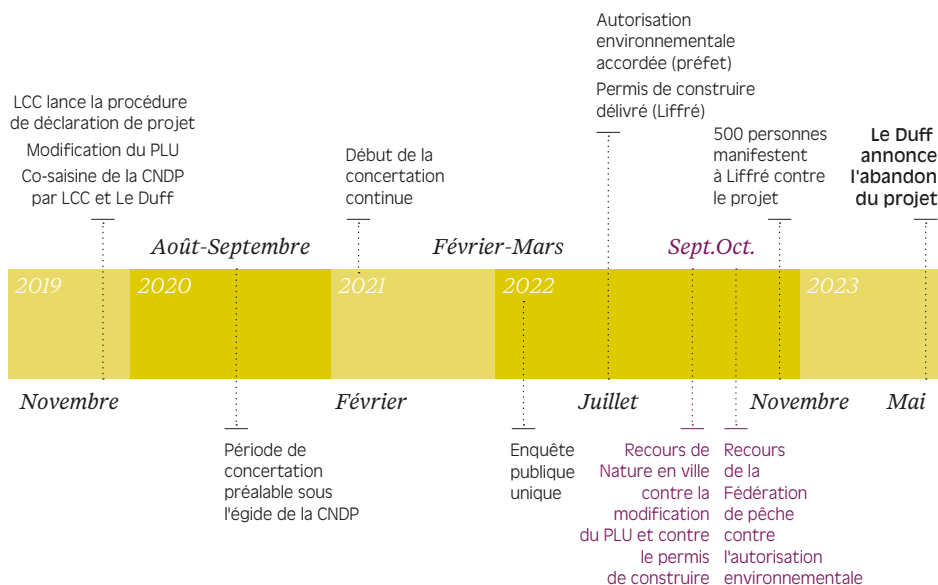 Autorisation
environnementale
accordée (préfet)
Permis de construire
délivré (Liffré)
LCC lance la procédure
de déclaration de projet
Modification du PLU
Co-saisine de la CNDP
par LCC et Le Duff
Début de la
concertation
continue
500 personnes
manifestent
à Liffré contre
le projet
Le Duff
annonce
l'abandon
du projet
Août-Septembre
Février-Mars
Sept.Oct.
2019
2020
2021
2022
2023
Novembre
Février
Juillet
Novembre
Mai
Période de
concertation
préalable sous
l'égide de la CNDP
Enquête
publique
unique
Recours de
Nature en ville
contre la
modification
du PLU et contre
le permis
de construire
Recours
de la
Fédération
de pêche
contre
l'autorisation
environnementale